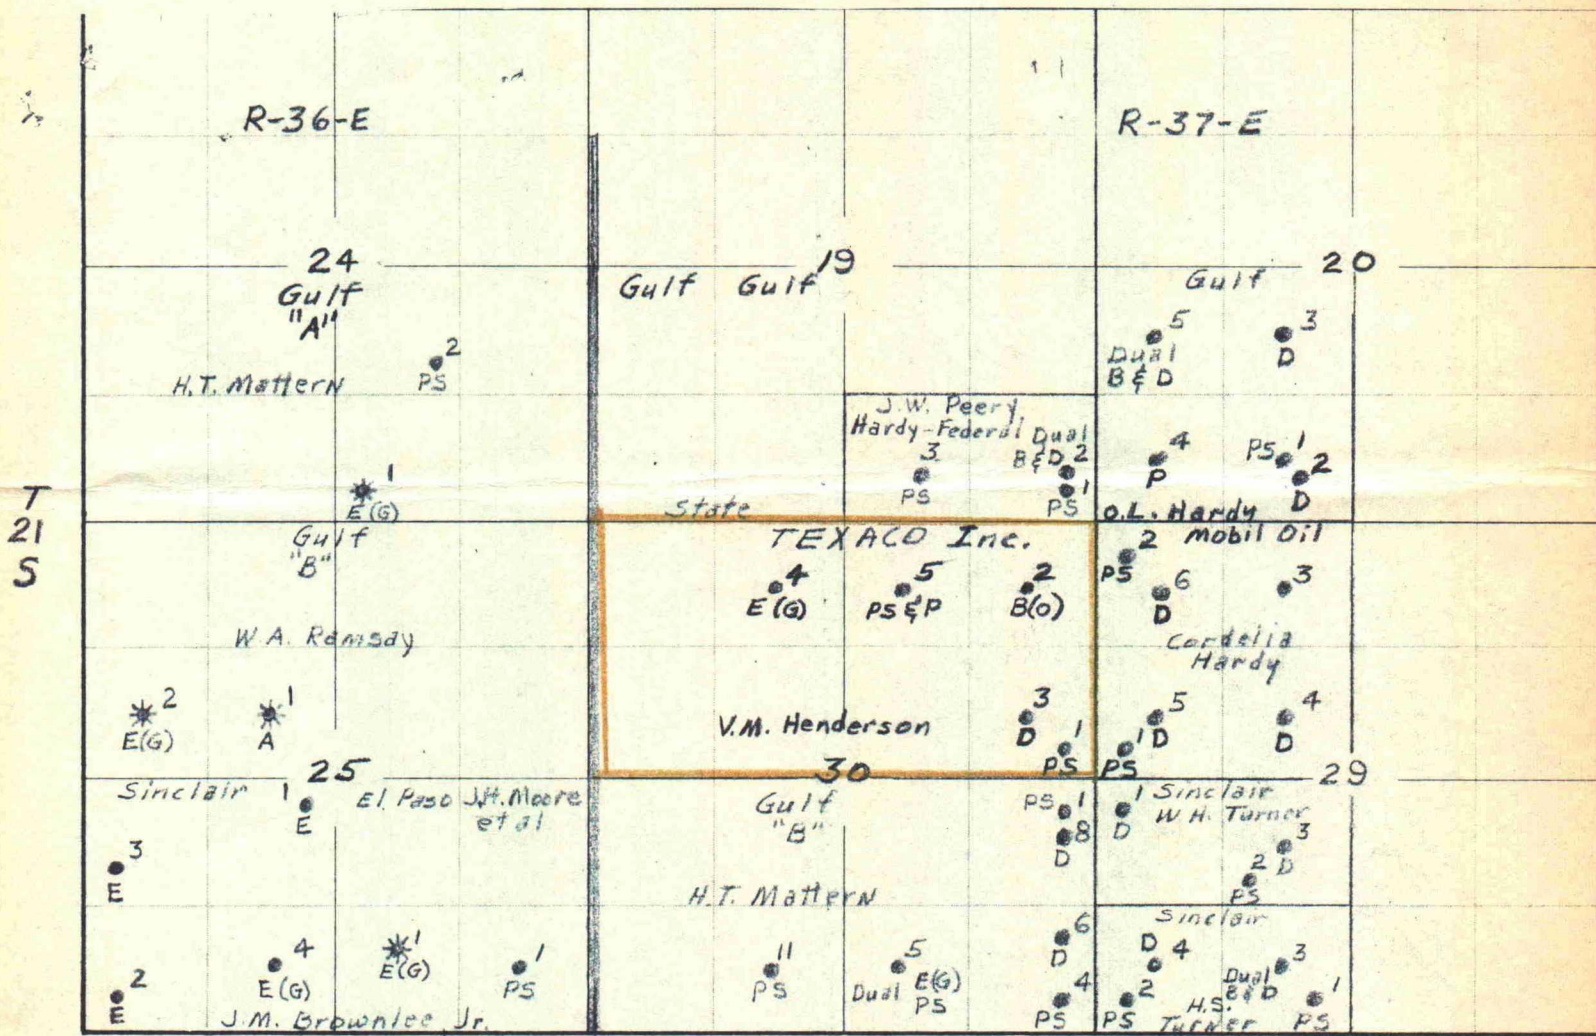 R-36-E
R-37-E
T
21
S
24
Gulf
"A"
H.T. Mattern
2
PS
1
E(G)
19
Gulf Gulf
State
J.W. Peery
Hardy-Federal
3
PS
Dual
B & D
2
1
PS
20
Gulf
5
Dual
B & D
3
D
4
P
PS
1
2
D
O.L. Hardy
Gulf
"B"
W.A. Ramsay
2
E(G)
1
A
25
TEXACO Inc.
4
E(G)
5
PS & P
2
B(O)
V.M. Henderson
3
D
1
PS
30
Mobil Oil
2
PS
6
D
3
Cordelia
Hardy
5
D
4
D
1
PS
29
Sinclair
1
E
3
E
2
E
4
E(G)
J.M. Brownlee Jr.
El Paso J.H. Moore
et al
1
E(G)
1
PS
Gulf
"B"
H.T. Mattern
PS
1
8
D
6
D
11
PS
5
Dual
E(G)
PS
4
PS
Sinclair
W.H. Turner
1
D
3
D
2
PS
Sinclair
D
4
3
Dual
B & D
2
PS
H.S.
Turner
1
PS